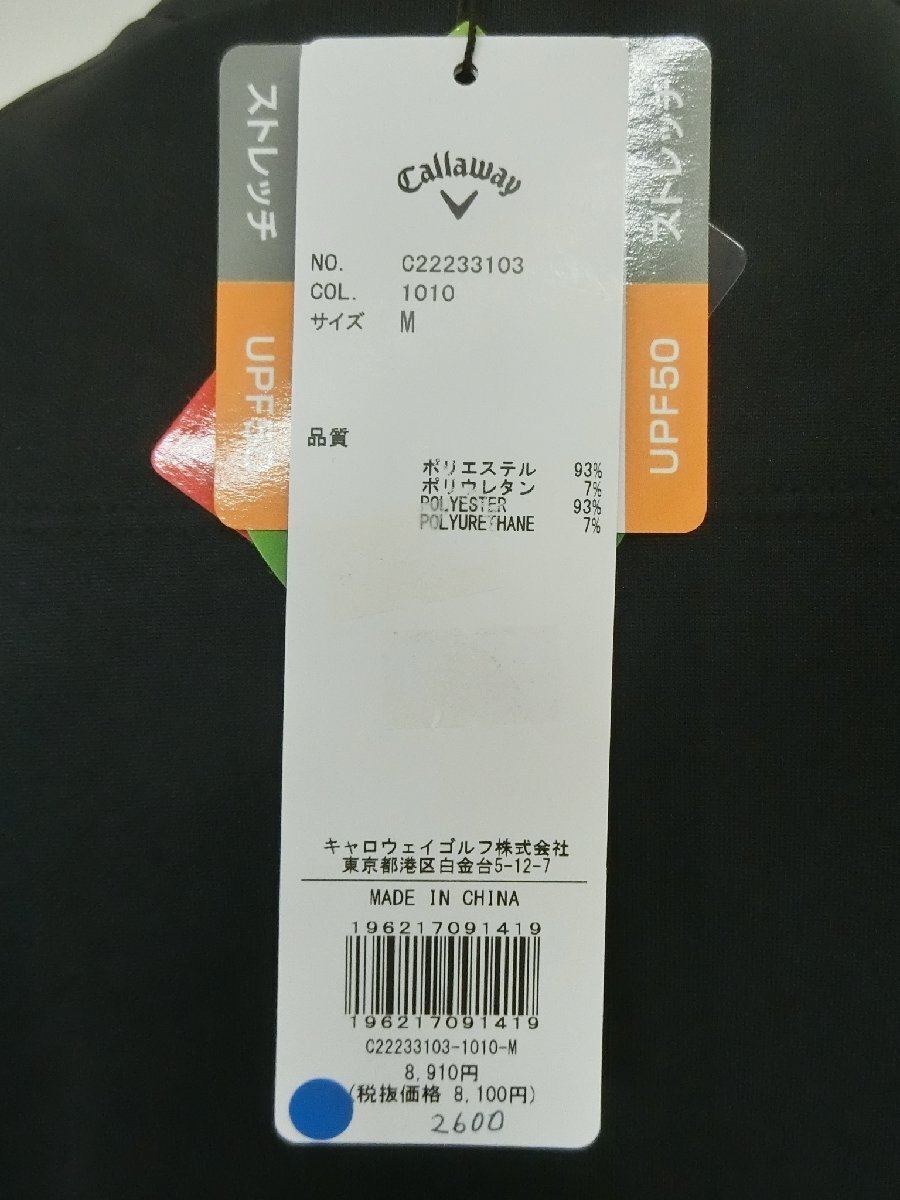 ストレッチ
UPF
Callaway
NO. C22233103
COL. 1010
サイズ M
品質
ポリエステル 93%
ポリウレタン 7%
POLYESTER 93%
POLYURETHANE 7%
キャロウェイゴルフ株式会社
東京都港区白金台5-12-7
MADE IN CHINA
196217091419
196217091419
C22233103-1010-M
8,910円
(税抜価格 8,100円)
2600
ストレッチ
UPF50